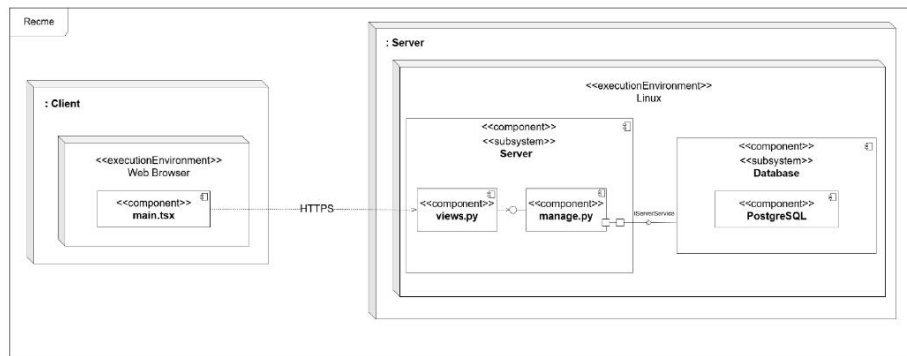 Recme
: Server
<<executionEnvironment>>
Linux
: Client
<<component>>
<<subsystem>>
Server
<<component>>
<<subsystem>>
Database
<<executionEnvironment>>
Web Browser
<<component>>
main.tsx
HTTPS
<<component>>
views.py
<<component>>
manage.py
IServerService
<<component>>
PostgreSQL